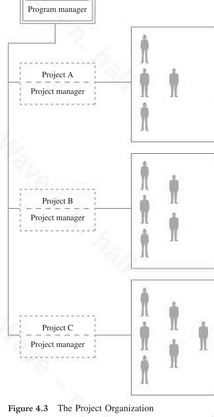 Program manager
Project A
Project manager
Project B
Project manager
Project C
Project manager
Figure 4.3 The Project Organization